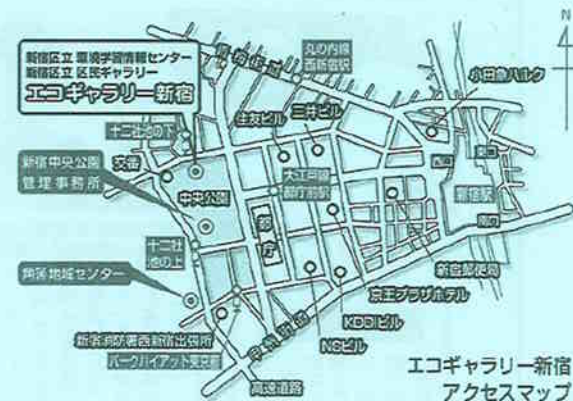 新宿区立 環境学習情報センター
新宿区立 区民ギャラリー
エコギャラリー新宿
青梅街道
丸の内線
西新宿駅
小田急ハルク
N
住友ビル
三井ビル
十二社池の下
交番
新宿中央公園
管理事務所
中央公園
大江戸線
都庁前駅
都庁
西口
東口
新宿駅
南口
十二社
池の上
角筈地域センター
新宿郵便局
京王プラザホテル
KDDIビル
NSビル
甲州街道
新宿消防署西新宿出張所
パークハイアット東京前
高速道路
エコギャラリー新宿
アクセスマップ